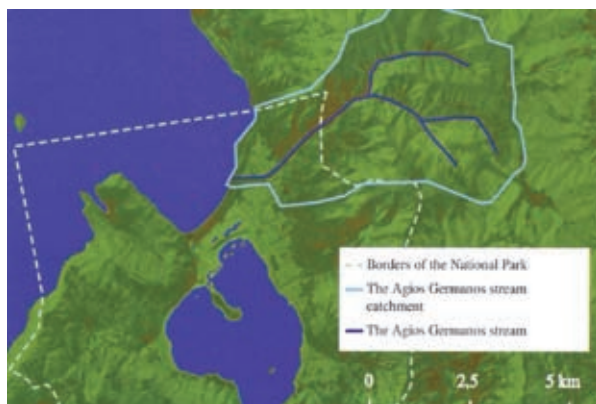 Borders of the National Park
The Agios Germanos stream
catchment
The Agios Germanos stream
0 2,5 5 km